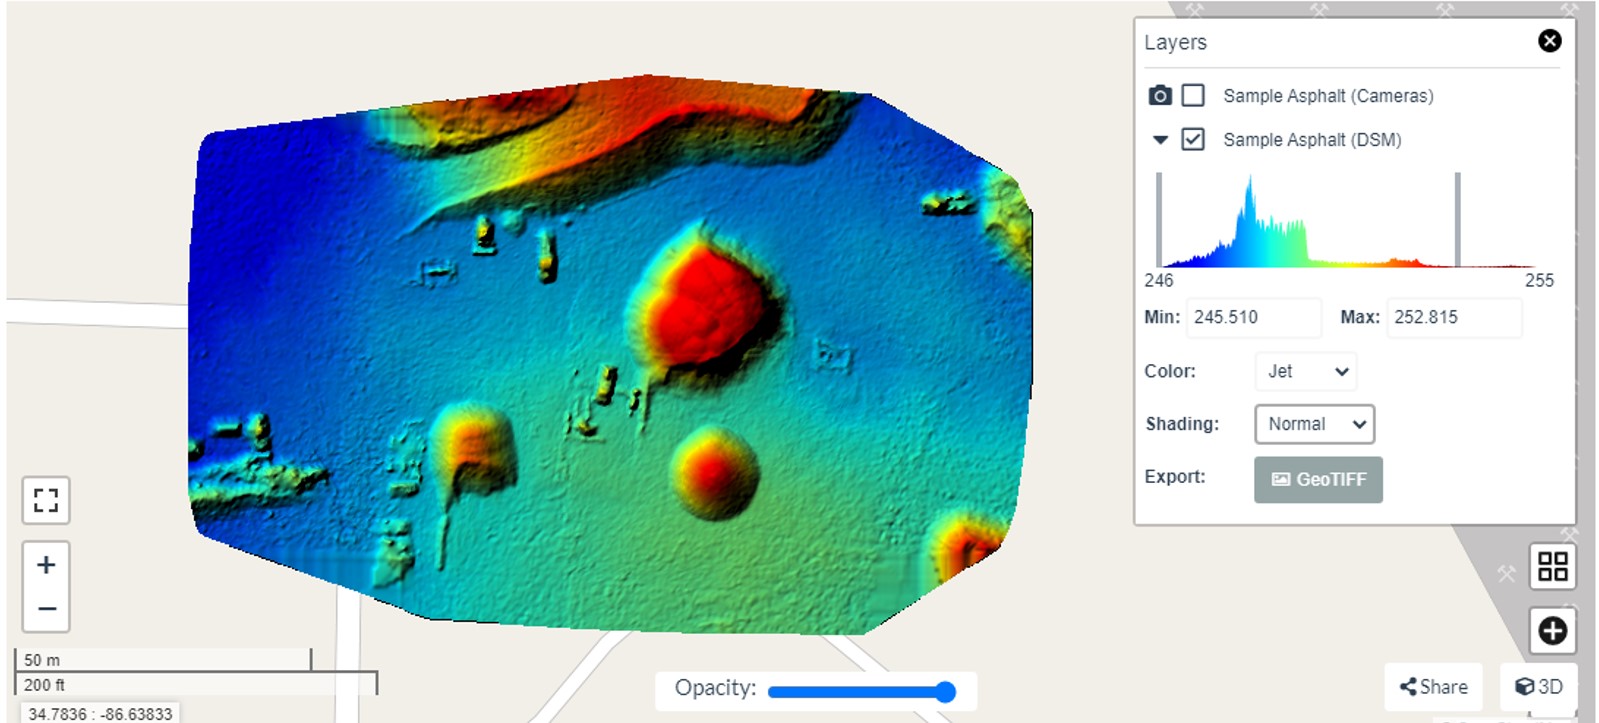 Layers
Sample Asphalt (Cameras)
Sample Asphalt (DSM)
246 255
Min: 245.510 Max: 252.815
Color: Jet
Shading: Normal
Export: GeoTIFF
+
−
50 m
200 ft
34.7836 : -86.63833
Opacity:
Share 3D